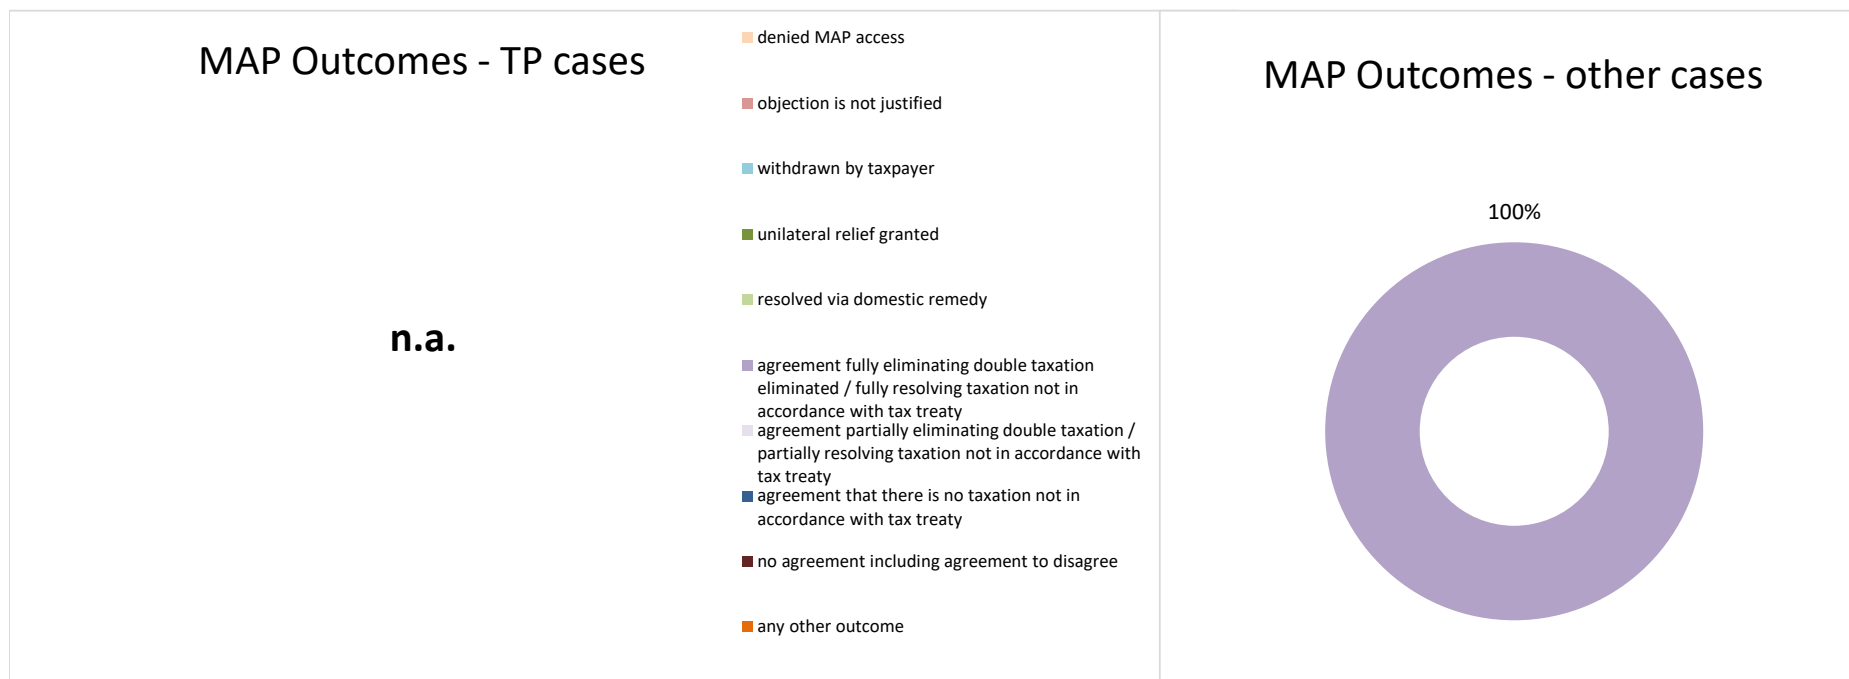 MAP Outcomes - TP cases
n.a.
denied MAP access
objection is not justified
withdrawn by taxpayer
unilateral relief granted
resolved via domestic remedy
agreement fully eliminating double taxation
eliminated / fully resolving taxation not in
accordance with tax treaty
agreement partially eliminating double taxation /
partially resolving taxation not in accordance with
tax treaty
agreement that there is no taxation not in
accordance with tax treaty
no agreement including agreement to disagree
any other outcome
MAP Outcomes - other cases
100%